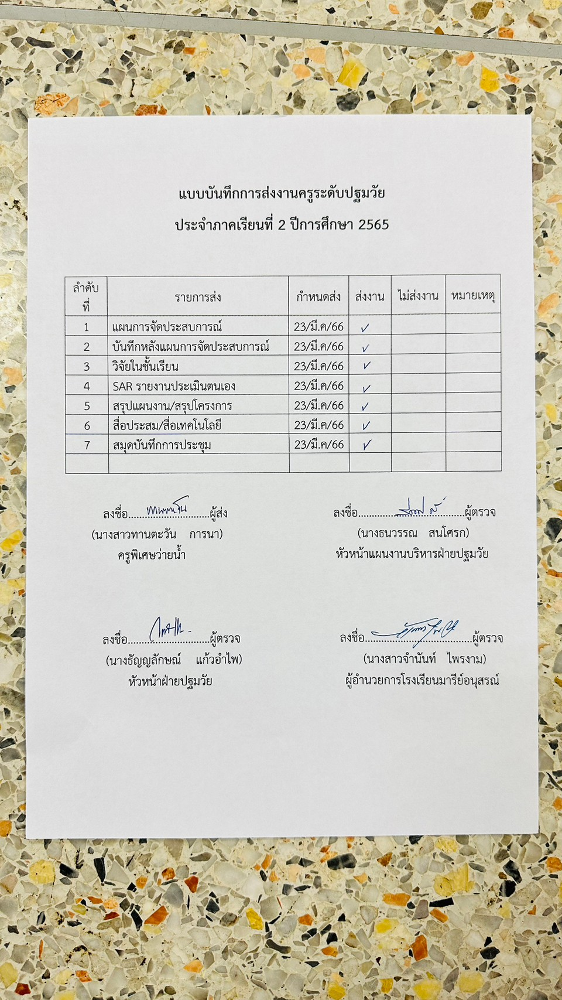 แบบบันทึกการส่งงานครูระดับปฐมวัย
ประจำภาคเรียนที่ 2 ปีการศึกษา 2565
ลำดับที่ รายการส่ง กำหนดส่ง ส่งงาน ไม่ส่งงาน หมายเหตุ
1 แผนการจัดประสบการณ์ 23/มี.ค/66 ✓
2 บันทึกหลังแผนการจัดประสบการณ์ 23/มี.ค/66 ✓
3 วิจัยในชั้นเรียน 23/มี.ค/66 ✓
4 SAR รายงานประเมินตนเอง 23/มี.ค/66 ✓
5 สรุปแผนงาน/สรุปโครงการ 23/มี.ค/66 ✓
6 สื่อประสม/สื่อเทคโนโลยี 23/มี.ค/66 ✓
7 สมุดบันทึกการประชุม 23/มี.ค/66 ✓
ลงชื่อ..............................ผู้ส่ง ลงชื่อ........................................ผู้ตรวจ
(นางสาวทานตะวัน การนา) (นางธนวรรณ สนโศรก)
ครูพิเศษว่ายน้ำ หัวหน้าแผนงานบริหารฝ่ายปฐมวัย
ลงชื่อ..............................ผู้ตรวจ ลงชื่อ........................................ผู้ตรวจ
(นางธัญญลักษณ์ แก้วอำไพ) (นางสาวจำนันท์ ไพรงาม)
หัวหน้าฝ่ายปฐมวัย ผู้อำนวยการโรงเรียนมารีย์อนุสรณ์